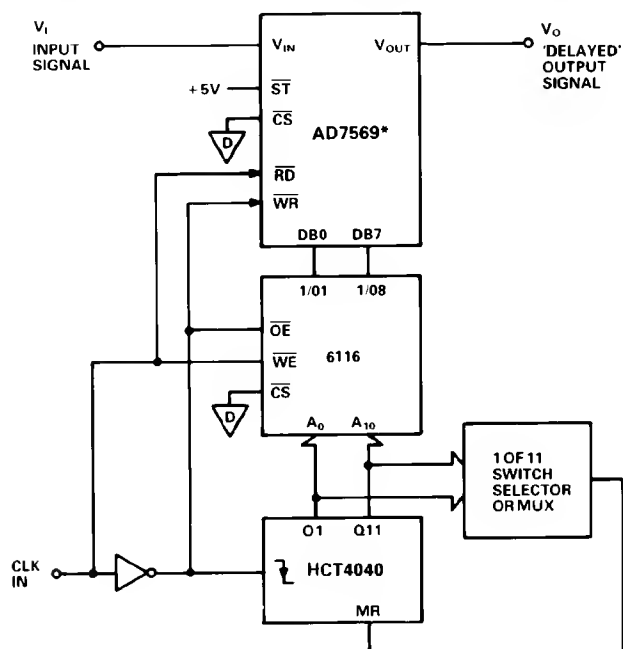 V_I
INPUT
SIGNAL
V_IN
V_OUT
V_O
'DELAYED'
OUTPUT
SIGNAL
+5V
ST
CS
D
AD7569*
RD
WR
DB0 DB7
1/01 1/08
OE
WE
6116
CS
D
A0 A10
1 OF 11
SWITCH
SELECTOR
OR MUX
O1 Q11
CLK
IN
HCT4040
MR